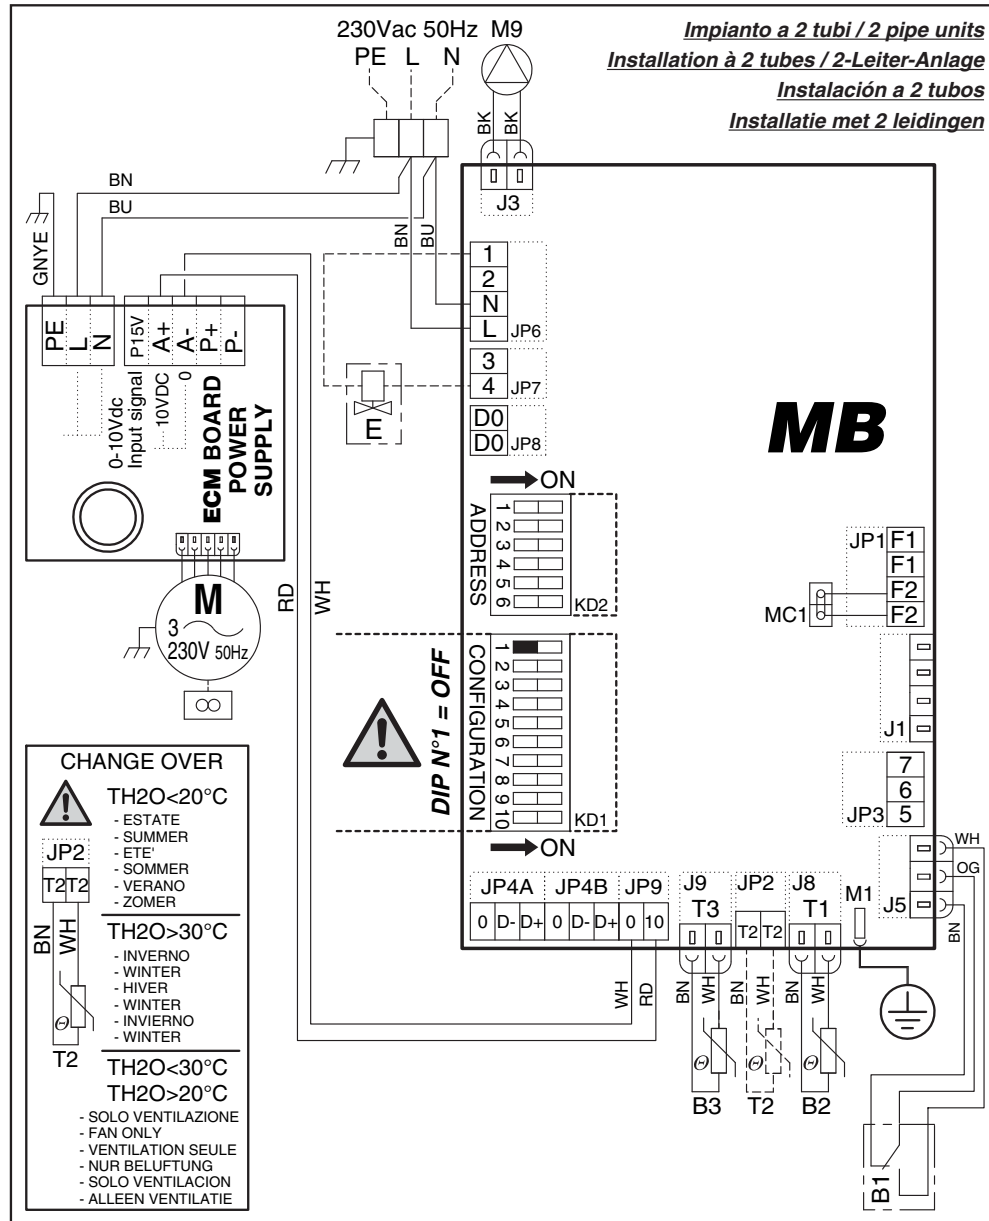 Impianto a 2 tubi / 2 pipe units
Installation à 2 tubes / 2-Leiter-Anlage
Instalación a 2 tubos
Installatie met 2 leidingen
230Vac 50Hz M9
PE L N
BK BK
J3
BN
BU
GNYE
BN BU
1
2
N
L JP6
3
4 JP7
D0
D0 JP8
E
PE L N
P15V A+ A- P+ P-
0-10Vdc
Input signal
10VDC
0
ECM BOARD
POWER
SUPPLY
M
3
230V 50Hz
RD
WH
MB
ON
ADDRESS
1
2
3
4
5
6
KD2
DIP N°1 = OFF
CONFIGURATION
1
2
3
4
5
6
7
8
9
10
KD1
ON
JP1 F1
F1
F2
F2
MC1
J1
7
6
JP3 5
J5
WH
OG
BN
JP4A JP4B JP9
0 D- D+ 0 D- D+ 0 10
J9 JP2 J8 M1
T3 T1
T2 T2
WH RD
BN WH BN WH BN WH
Θ Θ Θ
B3 T2 B2
B1
CHANGE OVER
TH2O<20°C
- ESTATE
- SUMMER
- ETE'
- SOMMER
- VERANO
- ZOMER
JP2
T2 T2
BN WH
Θ
T2
TH2O>30°C
- INVERNO
- WINTER
- HIVER
- WINTER
- INVIERNO
- WINTER
TH2O<30°C
TH2O>20°C
- SOLO VENTILAZIONE
- FAN ONLY
- VENTILATION SEULE
- NUR BELUFTUNG
- SOLO VENTILACION
- ALLEEN VENTILATIE